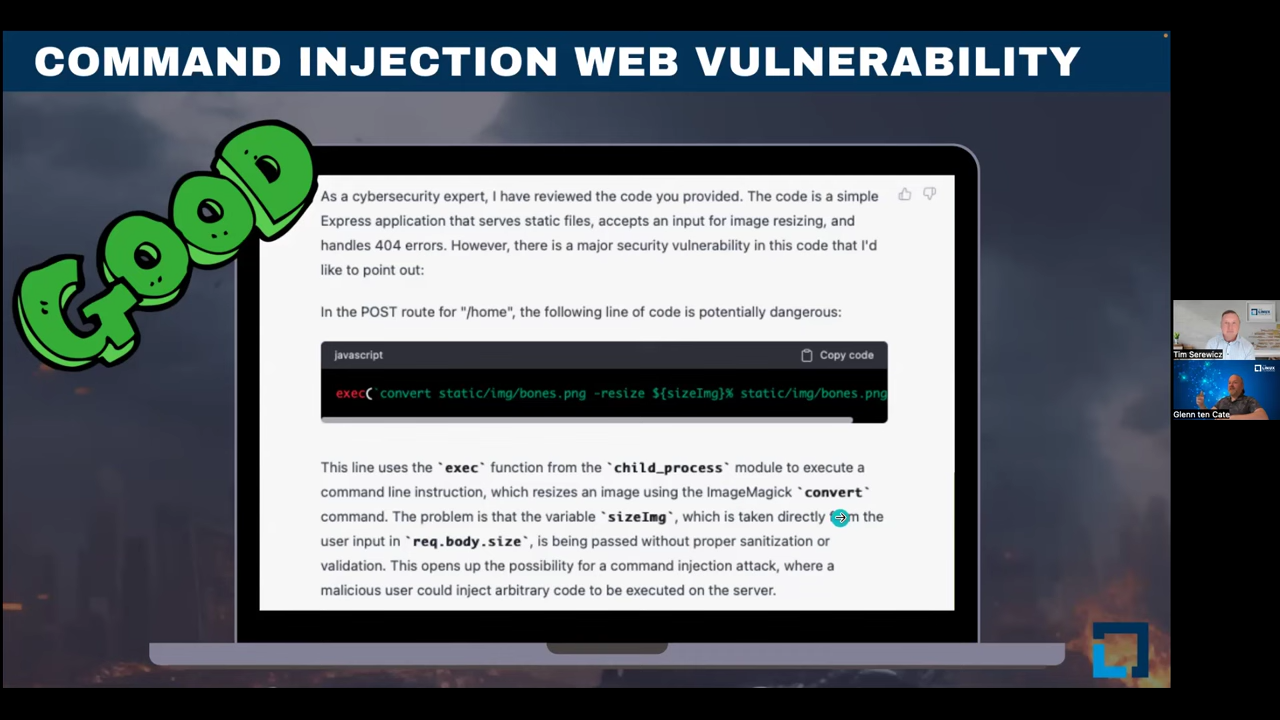 COMMAND INJECTION WEB VULNERABILITY
GOOD
As a cybersecurity expert, I have reviewed the code you provided. The code is a simple
Express application that serves static files, accepts an input for image resizing, and
handles 404 errors. However, there is a major security vulnerability in this code that I'd
like to point out:
In the POST route for "/home", the following line of code is potentially dangerous:
javascript
Copy code
exec(`convert static/img/bones.png -resize ${sizeImg}% static/img/bones.png
This line uses the `exec` function from the `child_process` module to execute a
command line instruction, which resizes an image using the ImageMagick `convert`
command. The problem is that the variable `sizeImg`, which is taken directly from the
user input in `req.body.size`, is being passed without proper sanitization or
validation. This opens up the possibility for a command injection attack, where a
malicious user could inject arbitrary code to be executed on the server.
Tim Serewicz
Glenn ten Cate